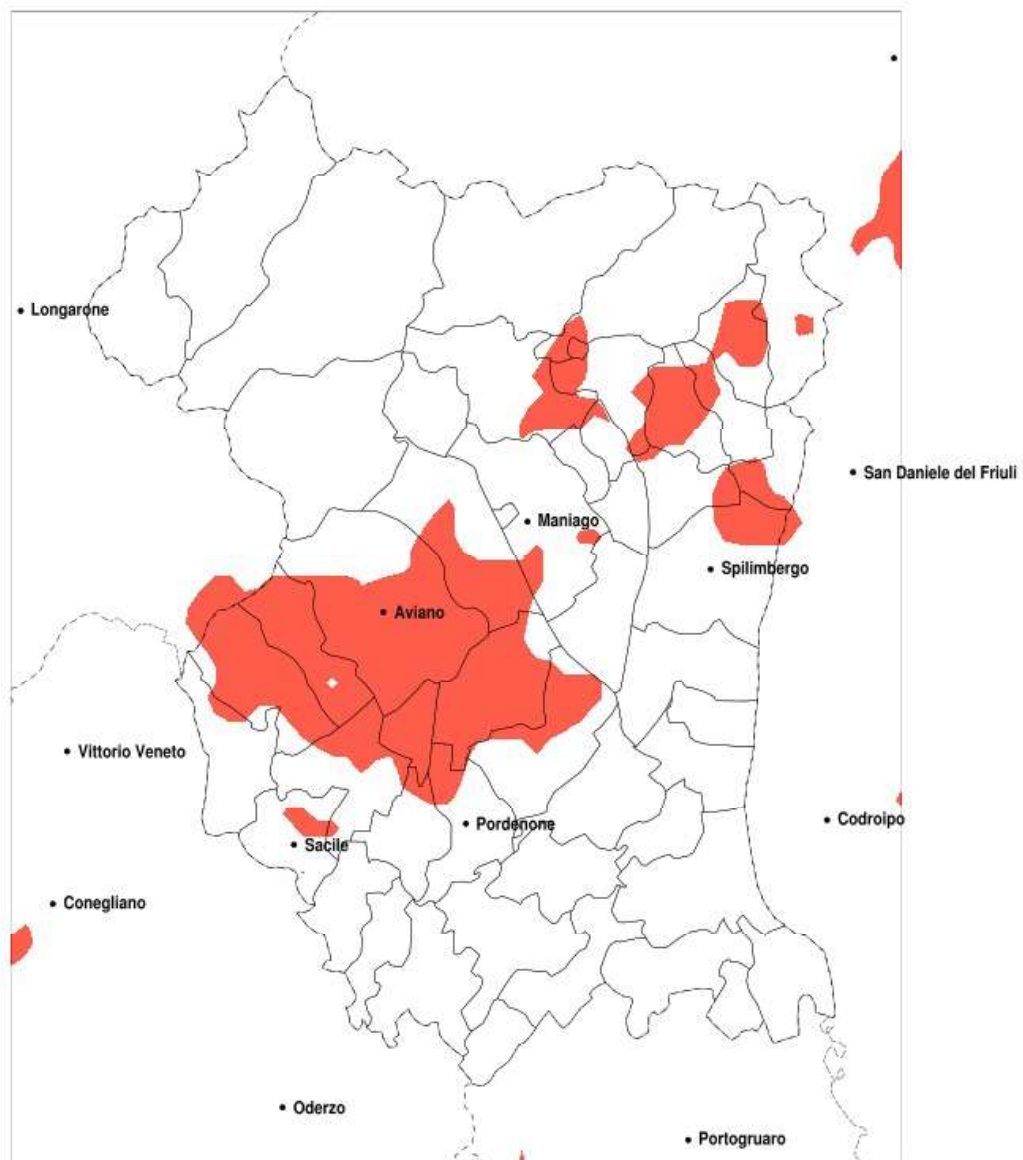 Longarone
San Daniele del Friuli
Maniago
Spilimbergo
Aviano
Vittorio Veneto
Pordenone
Codroipo
Sacile
Conegliano
Oderzo
Portogruaro